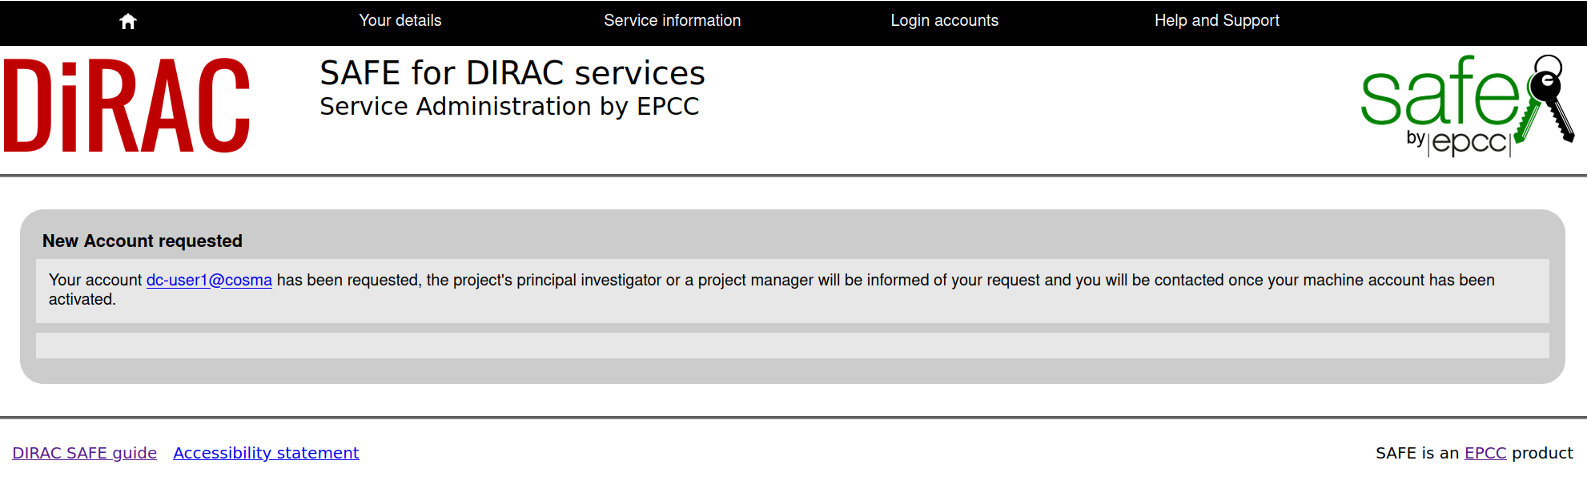 Your details Service information Login accounts Help and Support
DiRAC
SAFE for DIRAC services
Service Administration by EPCC
safe
by |epcc|
New Account requested
Your account dc-user1@cosma has been requested, the project's principal investigator or a project manager will be informed of your request and you will be contacted once your machine account has been
activated.
DIRAC SAFE guide Accessibility statement SAFE is an EPCC product